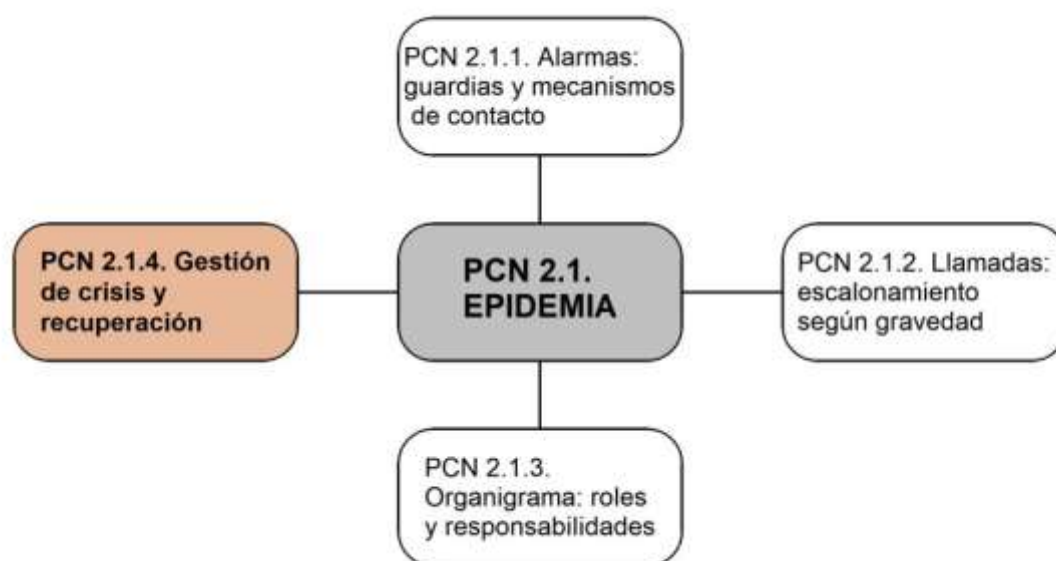 PCN 2.1.1. Alarmas:
guardias y mecanismos
de contacto
PCN 2.1.4. Gestión
de crisis y
recuperación
PCN 2.1.
EPIDEMIA
PCN 2.1.2. Llamadas:
escalonamiento
según gravedad
PCN 2.1.3.
Organigrama: roles
y responsabilidades